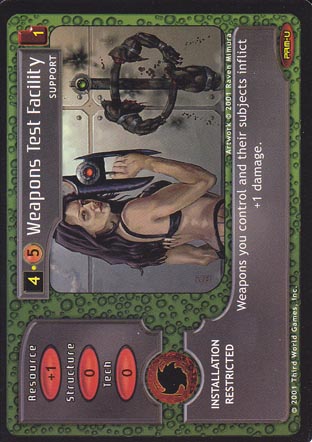 4 • 5 Weapons Test Facility
SUPPORT
1
Artwork © 2001 Raven Mimura
PRM-U
Resource
+1
Structure
0
Tech
0
INSTALLATION
RESTRICTED
Weapons you control and their subjects inflict
+1 damage.
© 2001 Third World Games, Inc.